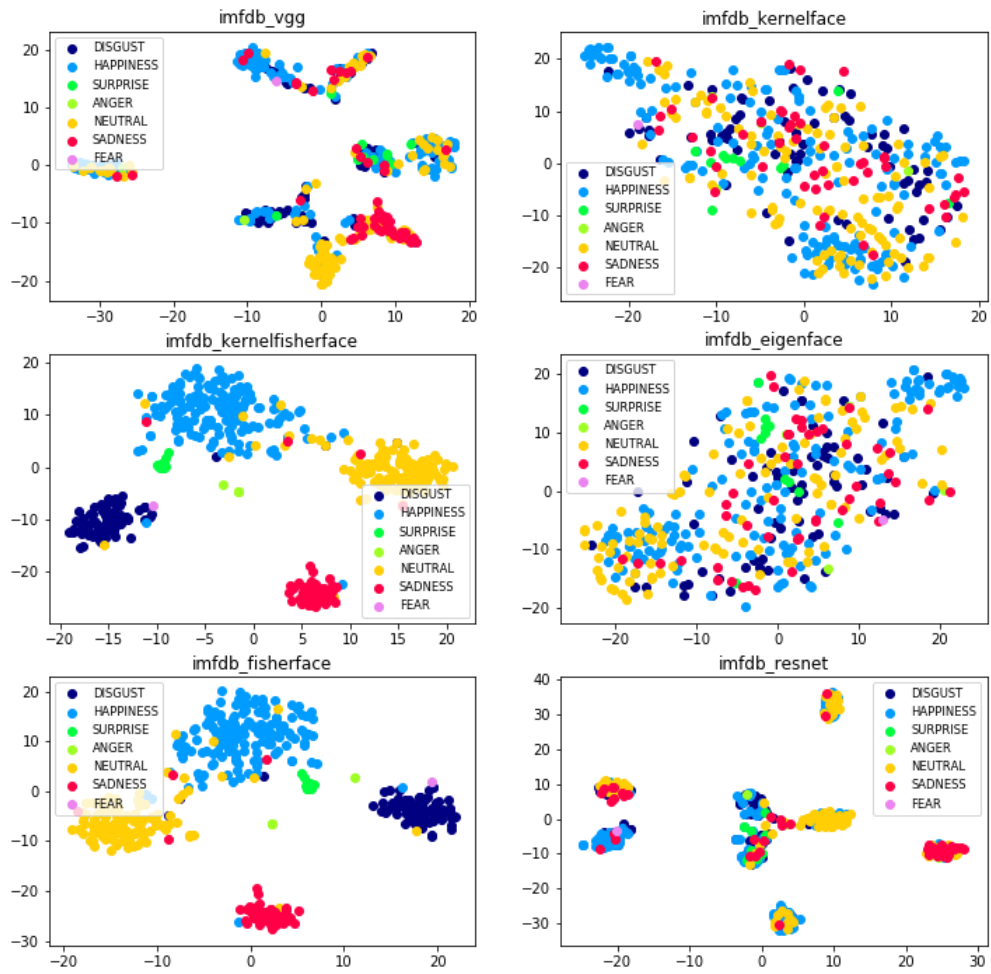 imfdb_vgg
20
10
0
−10
−20
−30
−20
−10
0
10
20
DISGUST
HAPPINESS
SURPRISE
ANGER
NEUTRAL
SADNESS
FEAR
imfdb_kernelface
20
10
0
−10
−20
−20
−10
0
10
20
DISGUST
HAPPINESS
SURPRISE
ANGER
NEUTRAL
SADNESS
FEAR
imfdb_kernelfisherface
20
10
0
−10
−20
−20
−15
−10
−5
0
5
10
15
20
DISGUST
HAPPINESS
SURPRISE
ANGER
NEUTRAL
SADNESS
FEAR
imfdb_eigenface
20
10
0
−10
−20
−20
−10
0
10
20
DISGUST
HAPPINESS
SURPRISE
ANGER
NEUTRAL
SADNESS
FEAR
imfdb_fisherface
20
10
0
−10
−20
−30
−20
−10
0
10
20
DISGUST
HAPPINESS
SURPRISE
ANGER
NEUTRAL
SADNESS
FEAR
imfdb_resnet
40
30
20
10
0
−10
−20
−30
−20
−10
0
10
20
30
DISGUST
HAPPINESS
SURPRISE
ANGER
NEUTRAL
SADNESS
FEAR